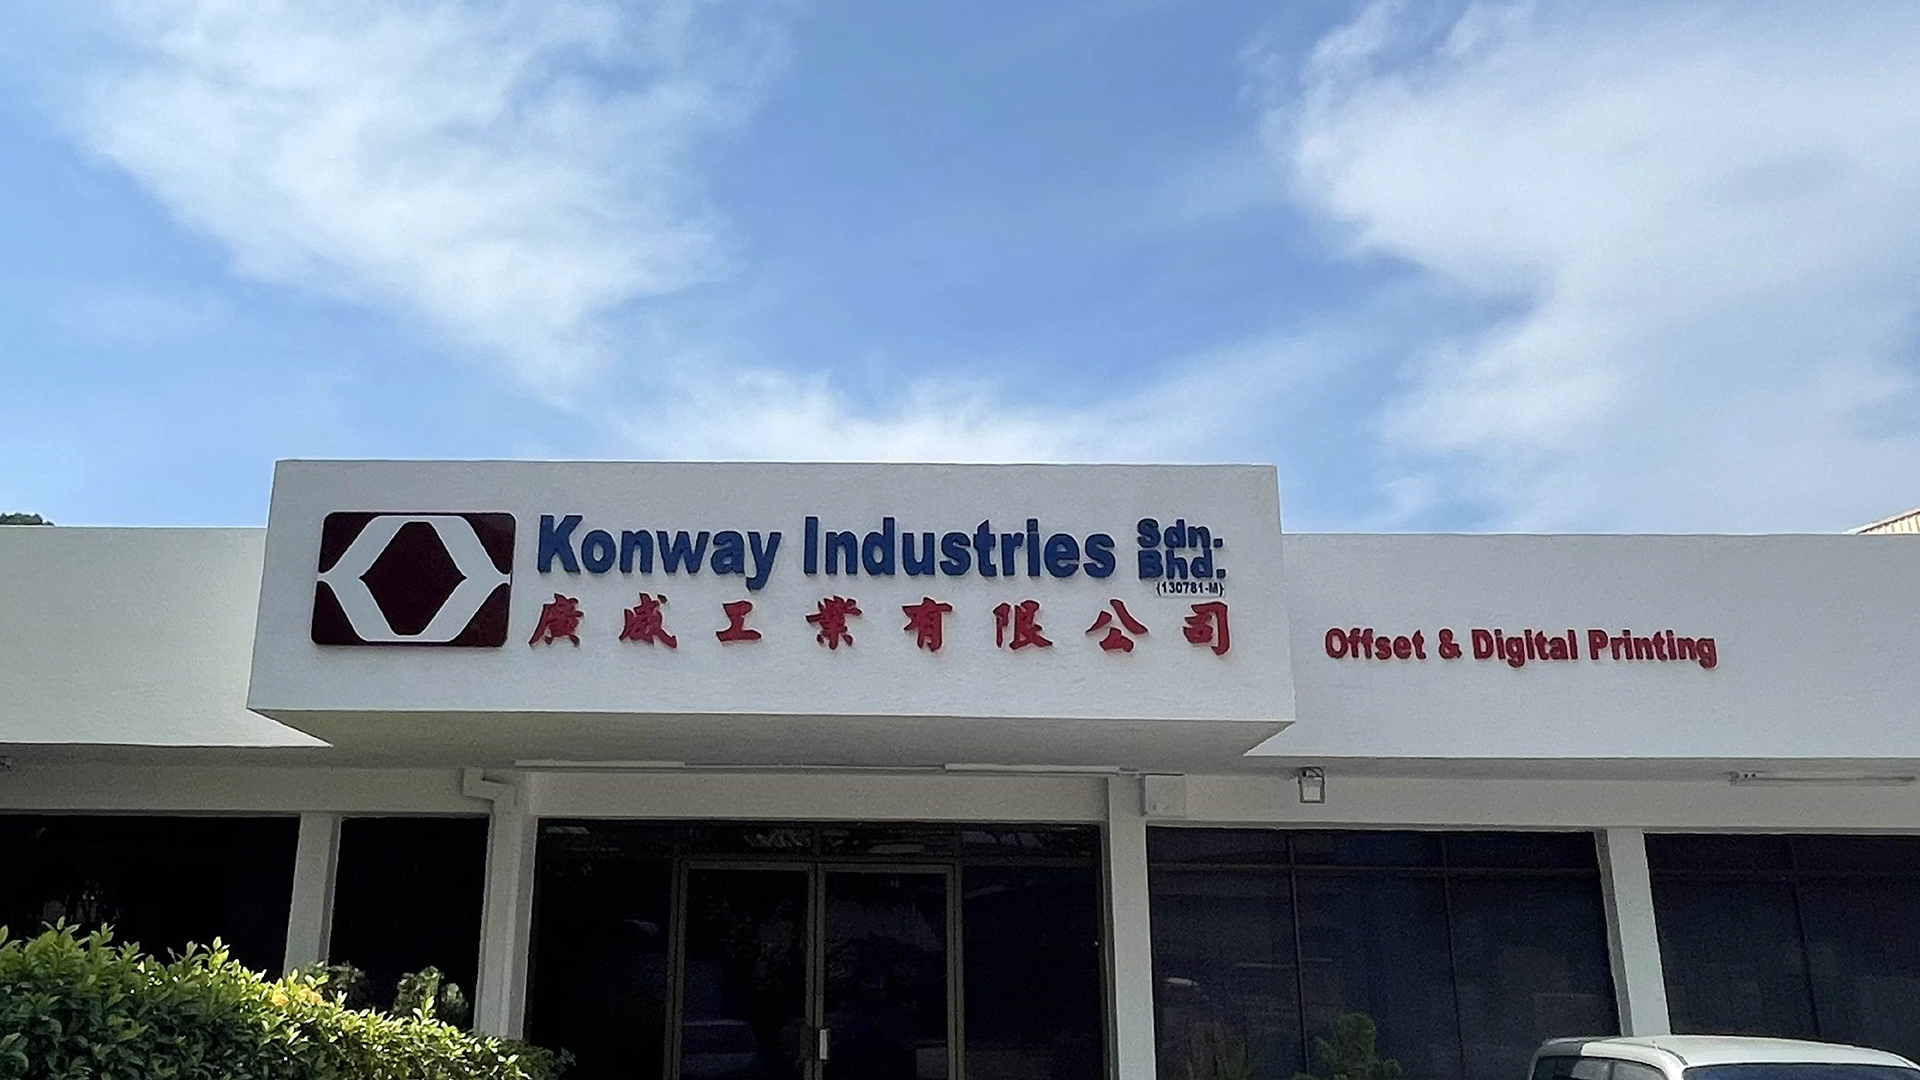 Konway Industries Sdn. Bhd.
(130781-M)
廣威工業有限公司
Offset & Digital Printing